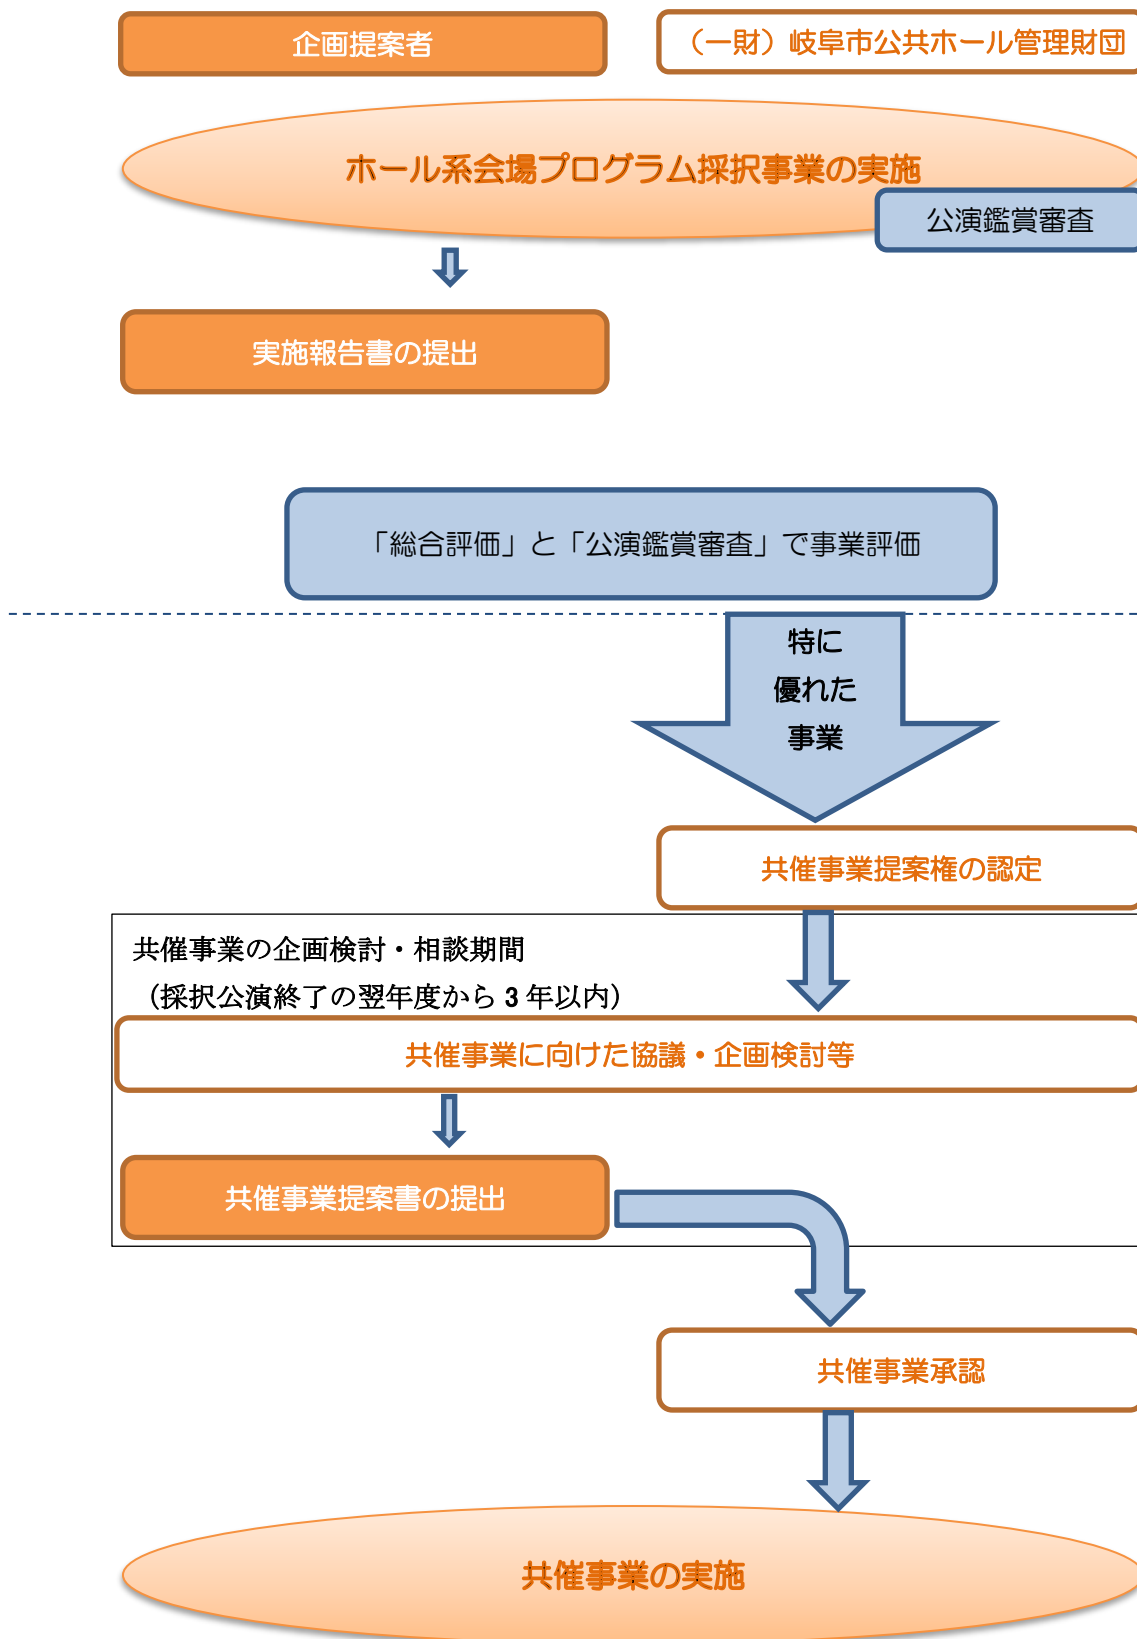 企画提案者
（一財）岐阜市公共ホール管理財団
ホール系会場プログラム採択事業の実施
公演鑑賞審査
実施報告書の提出
「総合評価」と「公演鑑賞審査」で事業評価
特に
優れた
事業
共催事業提案権の認定
共催事業の企画検討・相談期間
（採択公演終了の翌年度から 3 年以内）
共催事業に向けた協議・企画検討等
共催事業提案書の提出
共催事業承認
共催事業の実施